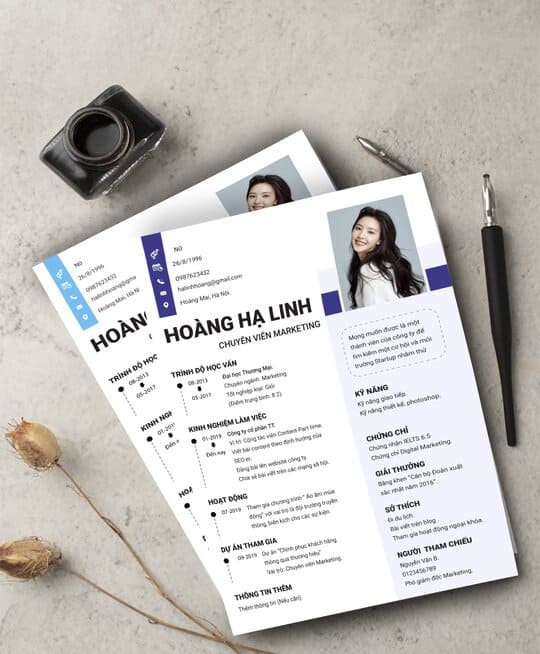 Nữ
26/8/1996
0987623432
halinhhoang@gmail.com
Hoàng Mai, Hà Nội.
HOÀNG HẠ LINH
CHUYÊN VIÊN MARKETING
TRÌNH ĐỘ HỌC VẤN
08-2013
05-2017
Đại học Thương Mại.
Chuyên ngành: Marketing
Tốt nghiệp loại: Giỏi
(Điểm trung bình: 8.2)
KINH NGHIỆM LÀM VIỆC
01-2019
Đến nay
Công ty cổ phần TT
Vị trí: Cộng tác viên Content Part time.
Viết bài content theo định hướng của
SEO-er.
Đăng bài lên website công ty
Chia sẻ bài viết trên các mạng xã hội.
HOẠT ĐỘNG
07-2019
Tham gia chương trình " Áo ấm mùa
đông" với vai trò là đội trưởng truyền
thông, biên kịch cho các sự kiện.
DỰ ÁN THAM GIA
09-2019
Dự án "Chinh phục khách hàng
thông qua thương hiệu"
Vai trò: Chuyên viên Marketing.
THÔNG TIN THÊM
Thêm thông tin (Nếu cần).
Mong muốn được là một
thành viên của công ty để
tìm kiếm một cơ hội và môi
trường Startup nhằm thử
KỸ NĂNG
Kỹ năng giao tiếp.
Kỹ năng thiết kế, photoshop.
CHỨNG CHỈ
Chứng nhận IELTS 6.5
Chứng chỉ Digital Marketing.
GIẢI THƯỞNG
Bằng khen "Cán bộ Đoàn xuất
sắc nhất năm 2016".
SỞ THÍCH
Đi du lịch.
Bài viết trên blog
Tham gia hoạt động ngoại khóa.
NGƯỜI THAM CHIẾU
Nguyễn Văn B.
0123456789
Phó giám đốc Marketing.
Nữ
26/8/1996
0987623432
halinhhoang@gmai
Hoàng Mai, Hà N
HOÀN
TRÌNH ĐỘ HỌC
08-2013
05-2017
KINH NG
01-2019
Đến n
HOẠ